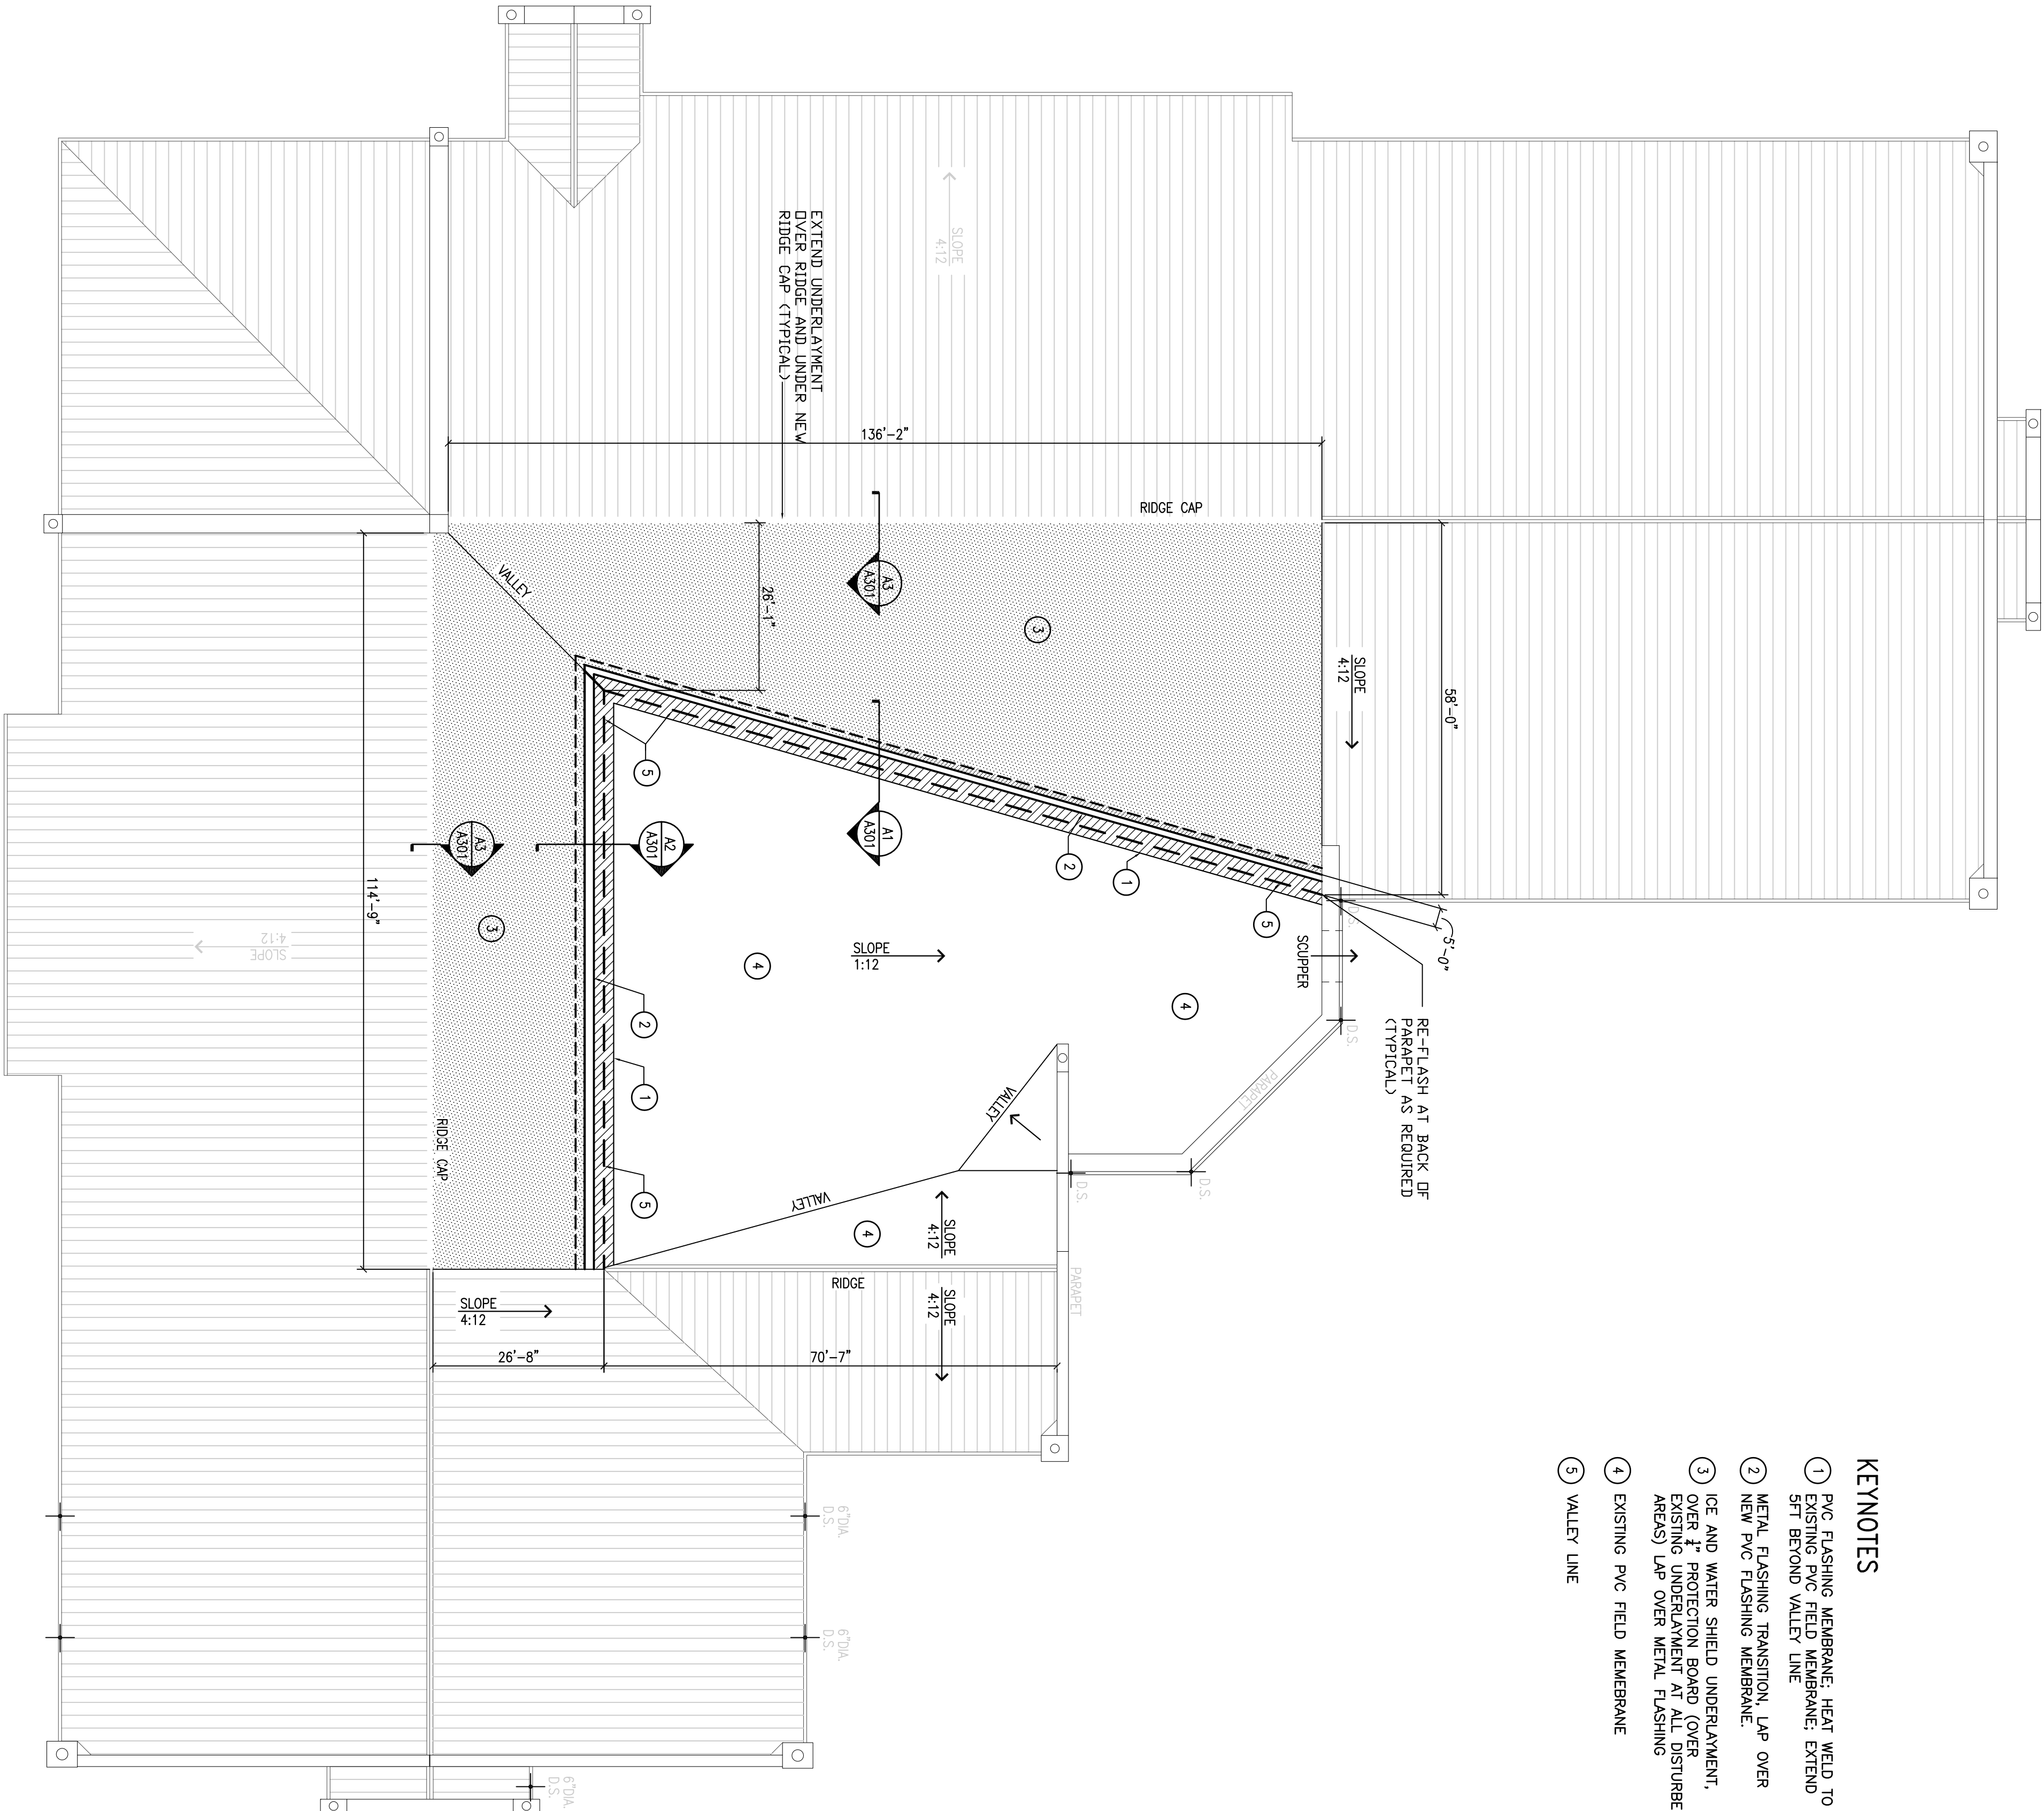 KEYNOTES
1 PVC FLASHING MEMBRANE; HEAT WELD TO
EXISTING PVC FIELD MEMBRANE; EXTEND
5FT BEYOND VALLEY LINE
2 METAL FLASHING TRANSITION, LAP OVER
NEW PVC FLASHING MEMBRANE.
3 ICE AND WATER SHIELD UNDERLAYMENT,
OVER PROTECTION BOARD (OVER
EXISTING UNDERLAYMENT AT ALL DISTURBE
AREAS) LAP OVER METAL FLASHING
4 EXISTING PVC FIELD MEMEBRANE
5 VALLEY LINE
RE-FLASH AT BACK OF
PARAPET AS REQUIRED
(TYPICAL)
EXTEND UNDERLAYMENT
OVER RIDGE AND UNDER NEW
RIDGE CAP (TYPICAL)
SLOPE
4:12
136'-2"
RIDGE CAP
58'-0"
SLOPE
4:12
26'-1"
VALLEY
A3
A301
3
5'-0"
D.S.
SCUPPER
D.S.
PARAPET
D.S.
D.S.
5
A1
A301
2
1
5
SLOPE
1:12
4
4
A3
A301
A2
A301
114'-9"
3
2
1
5
VALLEY
VALLEY
4
SLOPE
4:12
SLOPE
4:12
RIDGE
PARAPET
RIDGE CAP
SLOPE
4:12
SLOPE
4:12
26'-8"
70'-7"
6"DIA.
D.S.
6"DIA.
D.S.
6"DIA.
D.S.